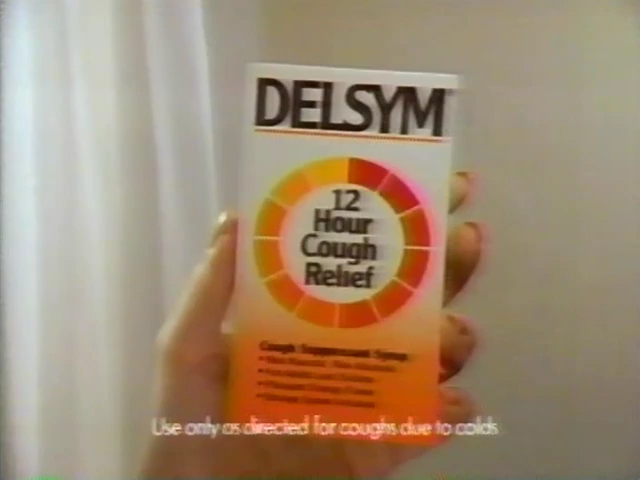 DELSYM
12
Hour
Cough
Relief
Cough Suppressant Syrup
Use only as directed for coughs due to colds